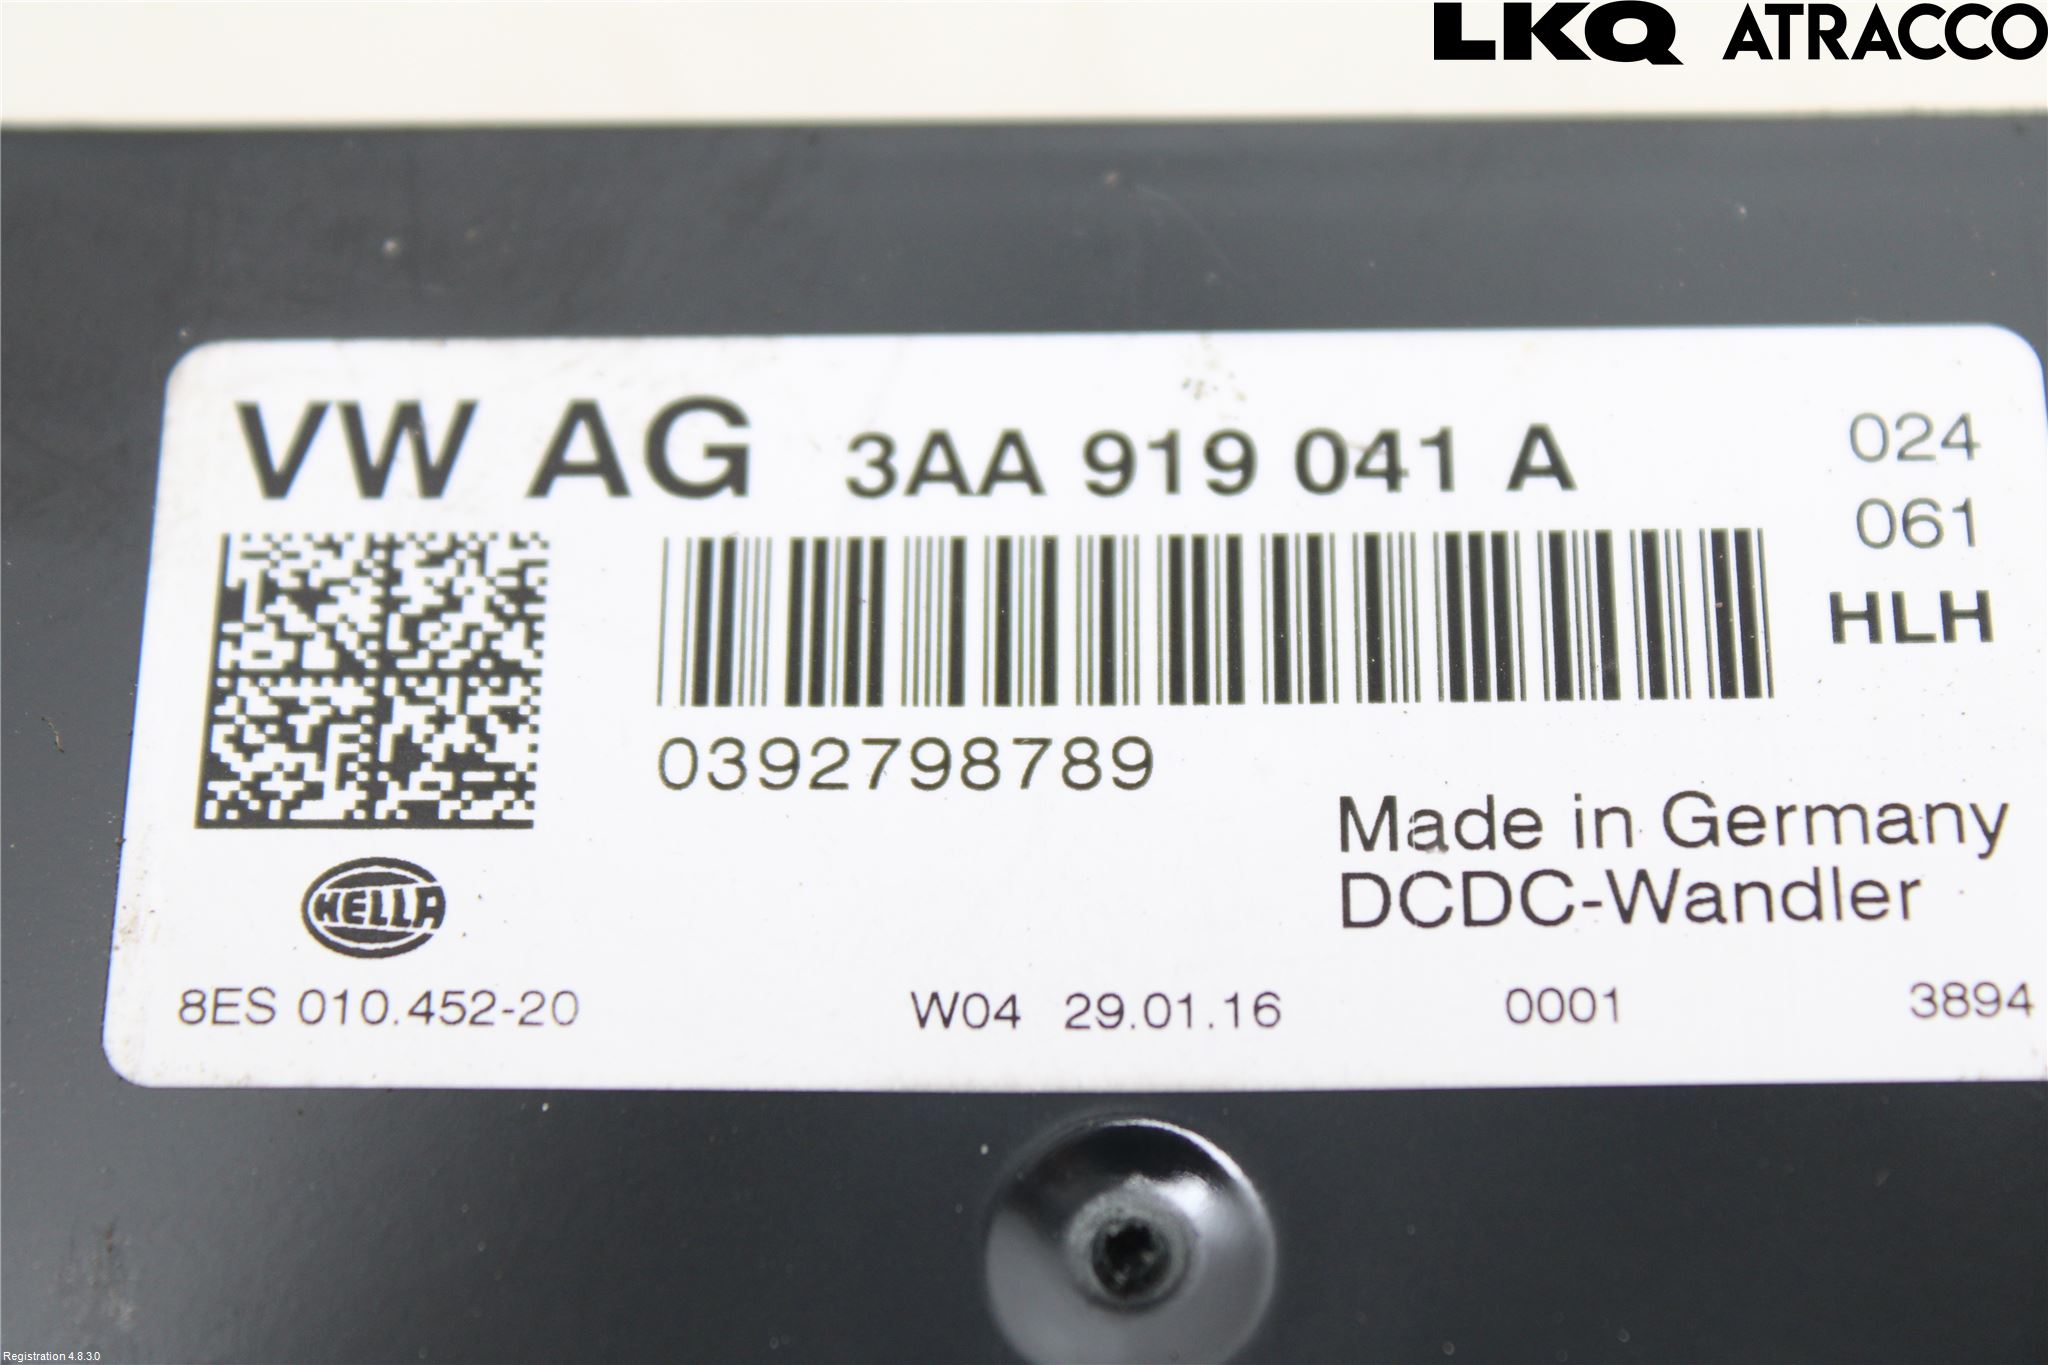 LKQ ATRACCO
VW AG 3AA 919 041 A 024
061
HLH
0392798789
Made in Germany
DCDC-Wandler
HELLA
8ES 010.452-20 W04 29.01.16 0001 3894
Registration 4.8.3.0